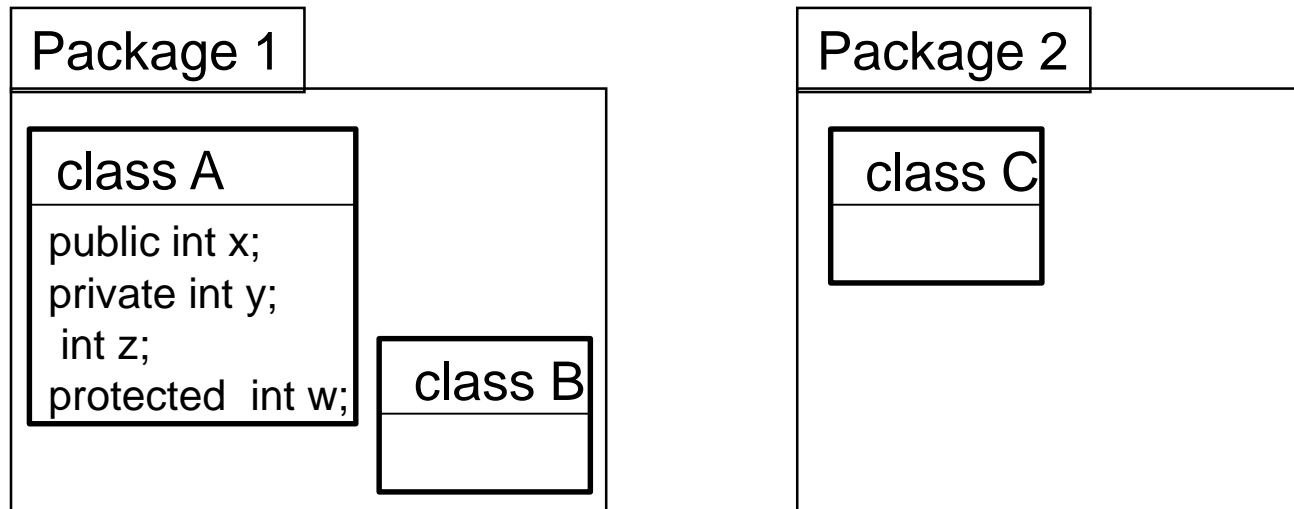 Package 1
class A
public int x;
private int y;
int z;
protected int w;
class B
Package 2
class C